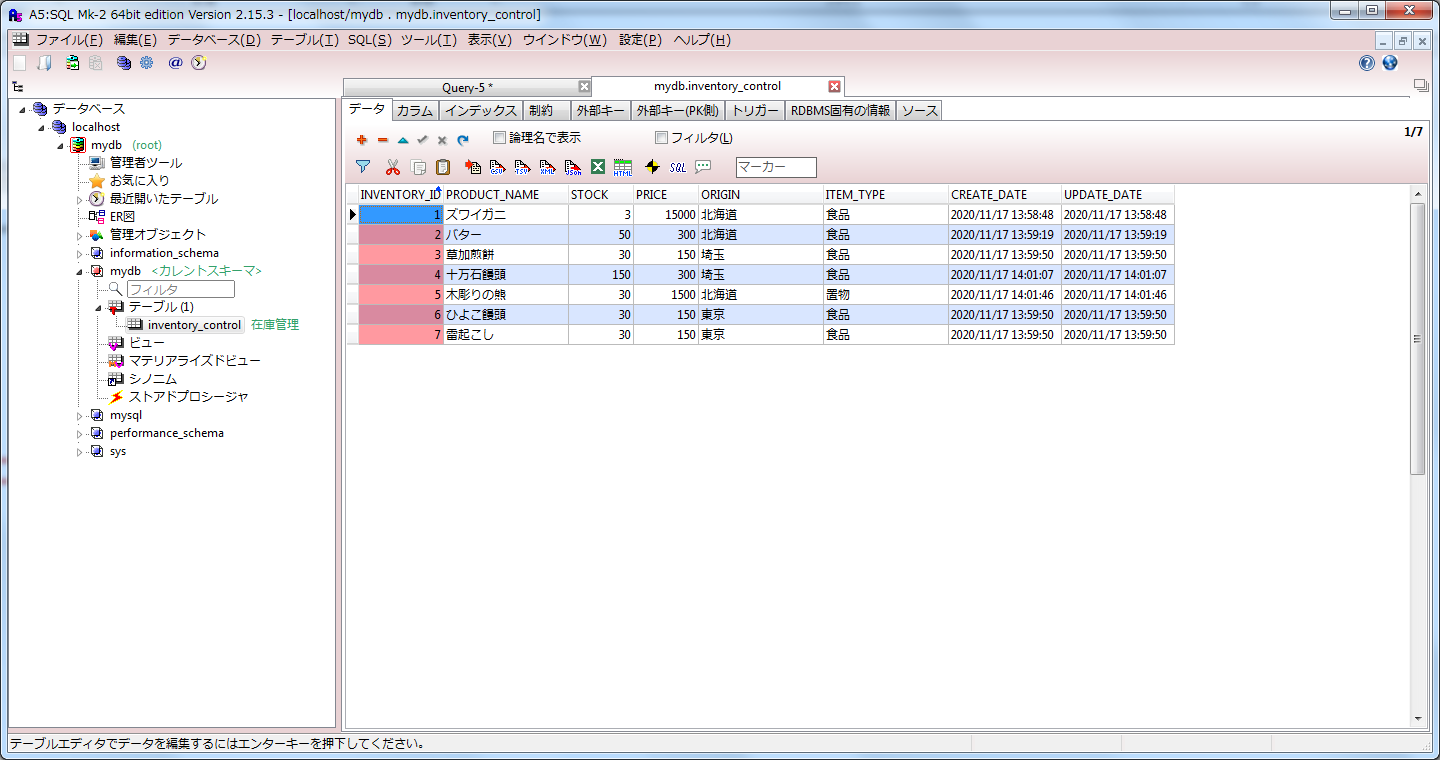 A5:SQL Mk-2 64bit edition Version 2.15.3 - [localhost/mydb . mydb.inventory_control]
ファイル(F) 編集(E) データベース(D) テーブル(T) SQL(S) ツール(T) 表示(V) ウインドウ(W) 設定(P) ヘルプ(H)
Query-5 * mydb.inventory_control
データ カラム インデックス 制約 外部キー 外部キー(PK側) トリガー RDBMS固有の情報 ソース
論理名で表示 フィルタ(L) 1/7
CSV TSV XML JSON HTML SQL マーカー
データベース
localhost
mydb (root)
管理者ツール
お気に入り
最近開いたテーブル
ER図
管理オブジェクト
information_schema
mydb <カレントスキーマ>
フィルタ
テーブル (1)
inventory_control 在庫管理
ビュー
マテリアライズドビュー
シノニム
ストアドプロシージャ
mysql
performance_schema
sys
INVENTORY_ID PRODUCT_NAME STOCK PRICE ORIGIN ITEM_TYPE CREATE_DATE UPDATE_DATE
1 ズワイガニ 3 15000 北海道 食品 2020/11/17 13:58:48 2020/11/17 13:58:48
2 バター 50 300 北海道 食品 2020/11/17 13:59:19 2020/11/17 13:59:19
3 草加煎餅 30 150 埼玉 食品 2020/11/17 13:59:50 2020/11/17 13:59:50
4 十万石饅頭 150 300 埼玉 食品 2020/11/17 14:01:07 2020/11/17 14:01:07
5 木彫りの熊 30 1500 北海道 置物 2020/11/17 14:01:46 2020/11/17 14:01:46
6 ひよこ饅頭 30 150 東京 食品 2020/11/17 13:59:50 2020/11/17 13:59:50
7 雷起こし 30 150 東京 食品 2020/11/17 13:59:50 2020/11/17 13:59:50
テーブルエディタでデータを編集するにはエンターキーを押下してください。